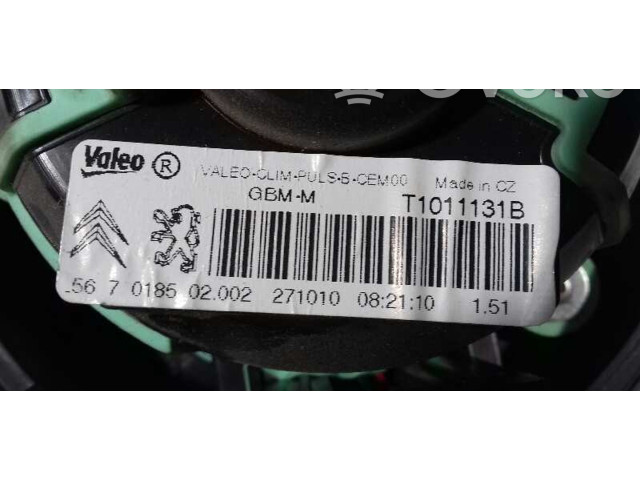 Valeo ® VALEO-CLIM-PULS-B-CEM00 Made in CZ
GBM-M T1011131B
56 7 0185 02.002 271010 08:21:10 1.51